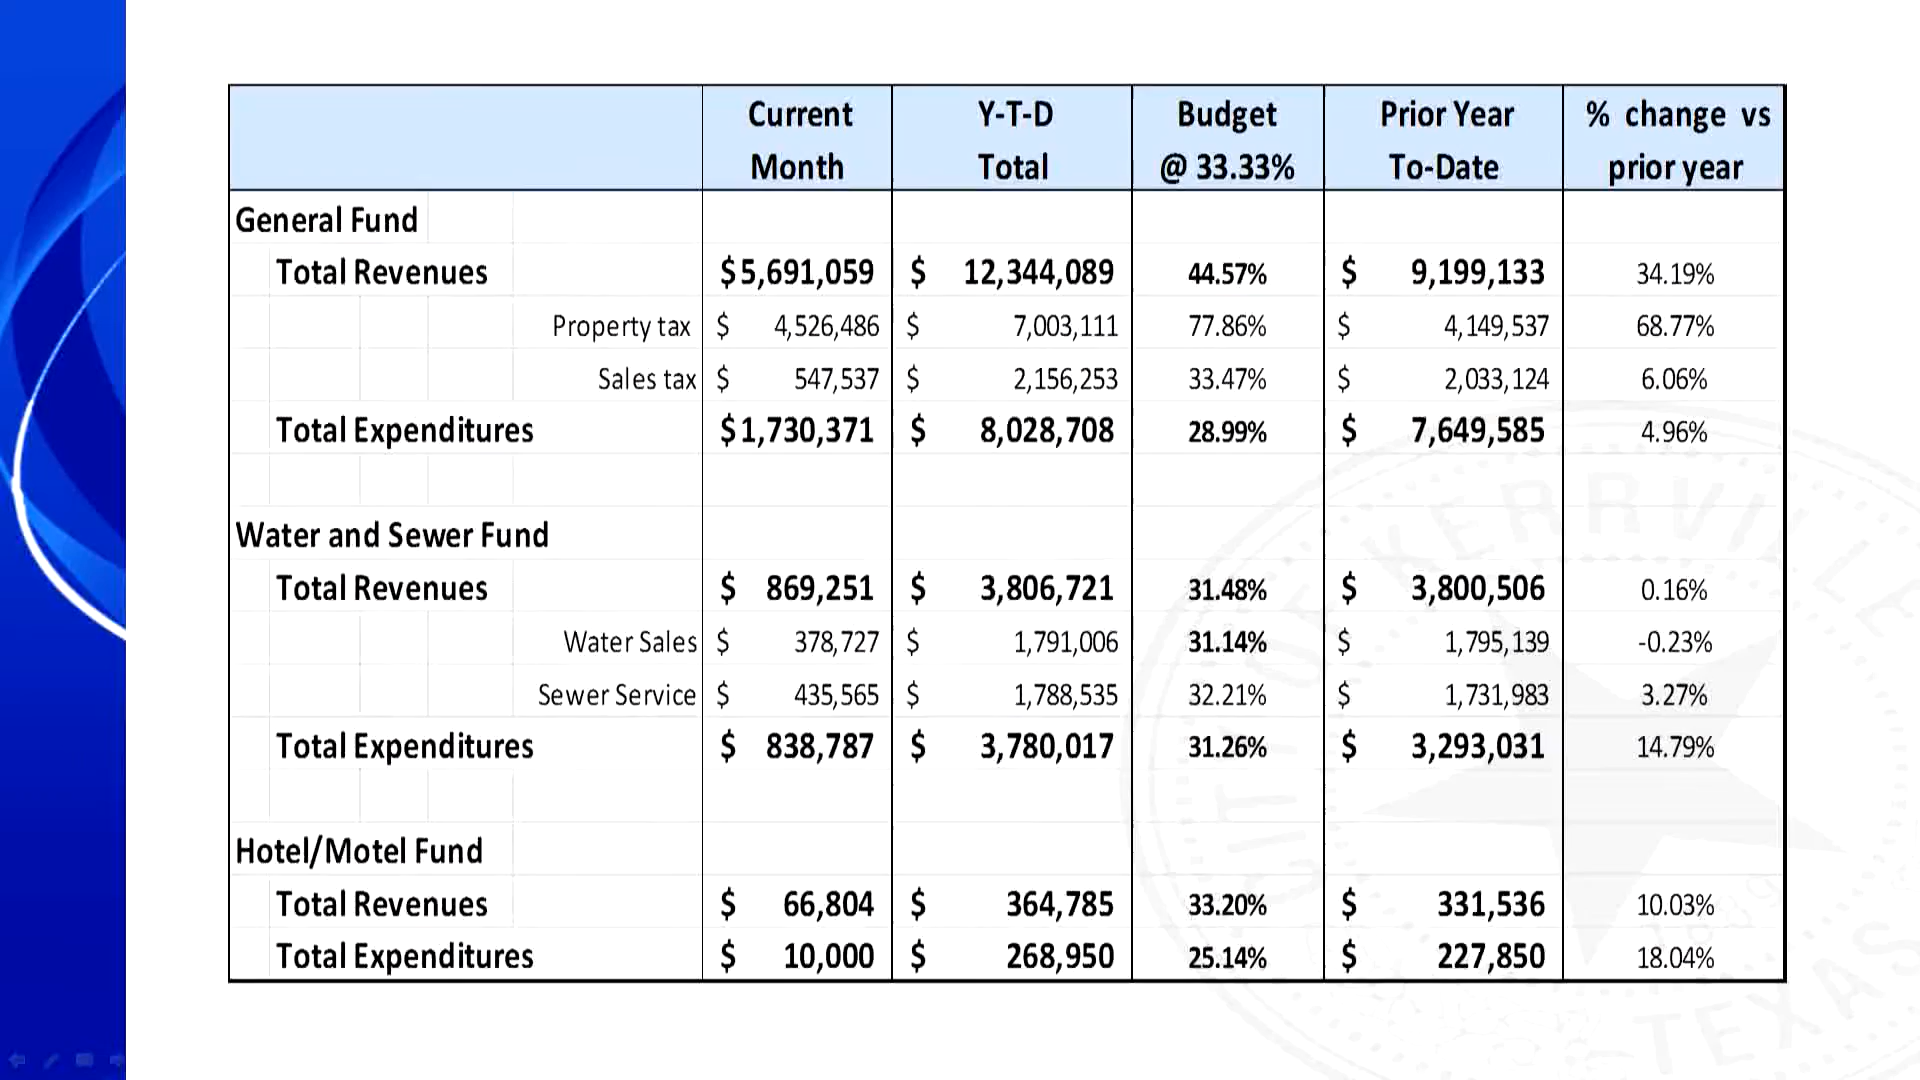 Current Month Y-T-D Total Budget @ 33.33% Prior Year To-Date % change vs prior year
General Fund
Total Revenues $ 5,691,059 $ 12,344,089 44.57% $ 9,199,133 34.19%
Property tax $ 4,526,486 $ 7,003,111 77.86% $ 4,149,537 68.77%
Sales tax $ 547,537 $ 2,156,253 33.47% $ 2,033,124 6.06%
Total Expenditures $ 1,730,371 $ 8,028,708 28.99% $ 7,649,585 4.96%
Water and Sewer Fund
Total Revenues $ 869,251 $ 3,806,721 31.48% $ 3,800,506 0.16%
Water Sales $ 378,727 $ 1,791,006 31.14% $ 1,795,139 -0.23%
Sewer Service $ 435,565 $ 1,788,535 32.21% $ 1,731,983 3.27%
Total Expenditures $ 838,787 $ 3,780,017 31.26% $ 3,293,031 14.79%
Hotel/Motel Fund
Total Revenues $ 66,804 $ 364,785 33.20% $ 331,536 10.03%
Total Expenditures $ 10,000 $ 268,950 25.14% $ 227,850 18.04%
CITY OF KERRVILLE
TEXAS